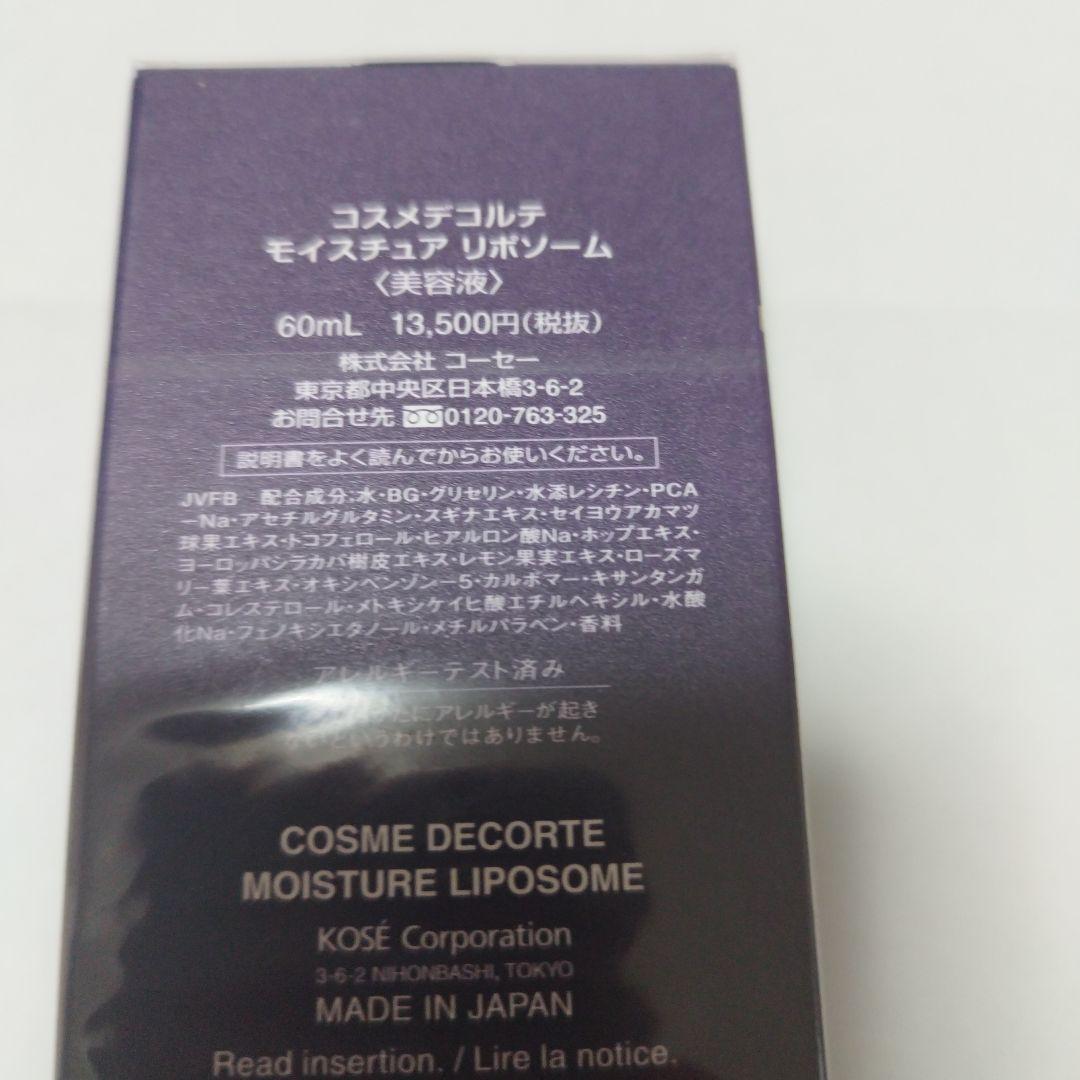 コスメデコルテ
モイスチュア リポソーム
〈美容液〉
60mL 13,500円(税抜)
株式会社 コーセー
東京都中央区日本橋3-6-2
お問合せ先 0120-763-325
説明書をよく読んでからお使いください。
JVFB 配合成分:水・BG・グリセリン・水添レシチン・PCA
－Na・アセチルグルタミン・スギナエキス・セイヨウアカマツ
球果エキス・トコフェロール・ヒアルロン酸Na・ホップエキス・
ヨーロッパシラカバ樹皮エキス・レモン果実エキス・ローズマ
リー葉エキス・オキシベンゾン－5・カルボマー・キサンタンガ
ム・コレステロール・メトキシケイヒ酸エチルヘキシル・水酸
化Na・フェノキシエタノール・メチルパラベン・香料
アレルギーテスト済み
たにアレルギーが起き
ないというわけではありません。
COSME DECORTE
MOISTURE LIPOSOME
KOSÉ Corporation
3-6-2 NIHONBASHI, TOKYO
MADE IN JAPAN
Read insertion. / Lire la notice.